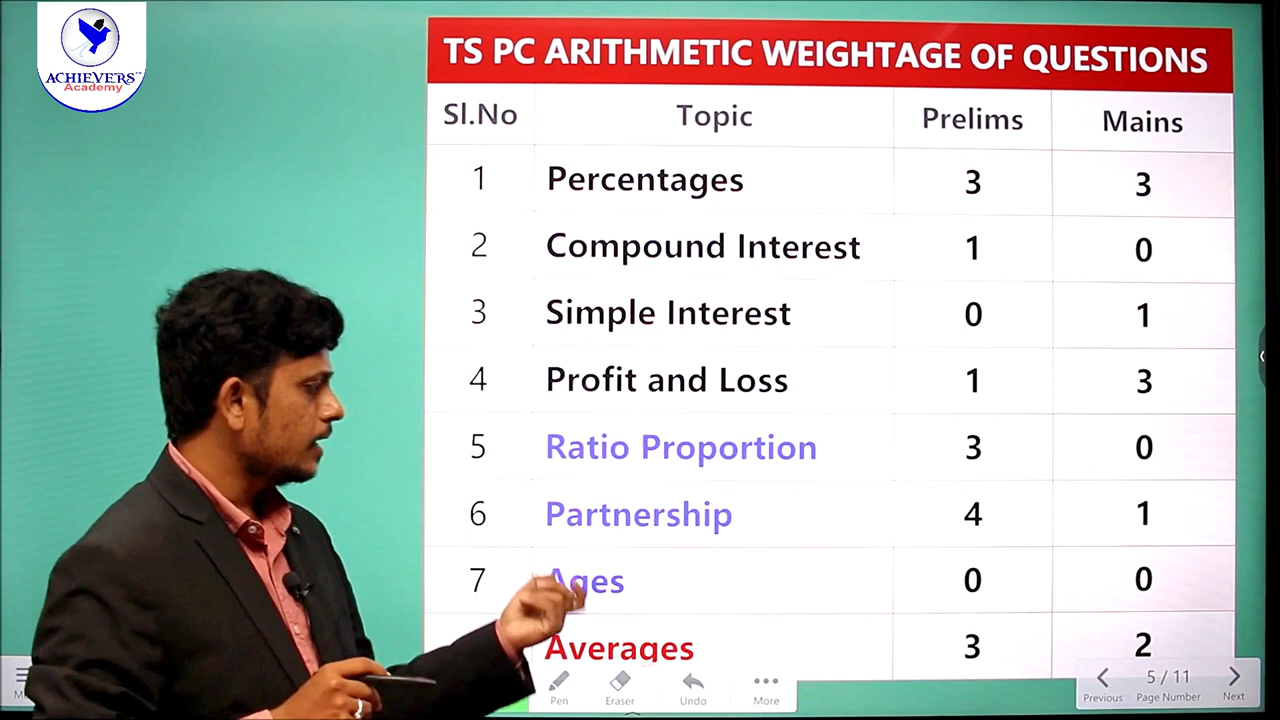 ACHIEVERS™
Academy
TS PC ARITHMETIC WEIGHTAGE OF QUESTIONS
Sl.No Topic Prelims Mains
1 Percentages 3 3
2 Compound Interest 1 0
3 Simple Interest 0 1
4 Profit and Loss 1 3
5 Ratio Proportion 3 0
6 Partnership 4 1
7 Ages 0 0
Averages 3 2
Pen Eraser Undo More
Previous 5 / 11 Next
Page Number